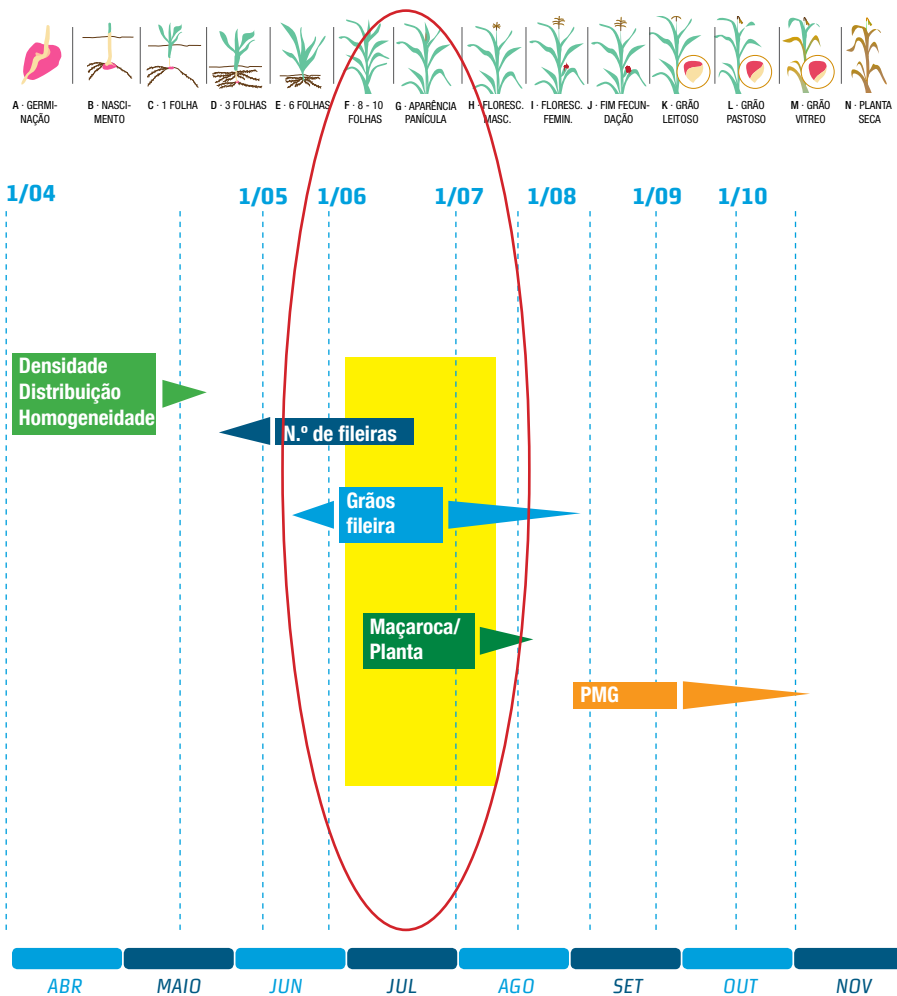 A · GERMI-
NAÇÃO
B · NASCI-
MENTO
C · 1 FOLHA
D · 3 FOLHAS
E · 6 FOLHAS
F · 8 - 10
FOLHAS
G · APARÊNCIA
PANÍCULA
H · FLORESC.
MASC.
I · FLORESC.
FEMIN.
J · FIM FECUN-
DAÇÃO
K · GRÃO
LEITOSO
L · GRÃO
PASTOSO
M · GRÃO
VITREO
N · PLANTA
SECA
1/04
1/05
1/06
1/07
1/08
1/09
1/10
Densidade
Distribuição
Homogeneidade
N.º de fileiras
Grãos
fileira
Maçaroca/
Planta
PMG
ABR
MAIO
JUN
JUL
AGO
SET
OUT
NOV